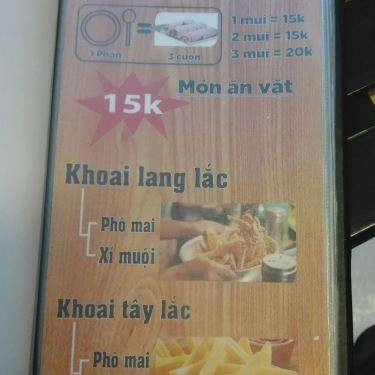 1 Phần
=
3 cuốn
1 mui = 15k
2 mui = 15k
3 mui = 20k
Món ăn vặt
15k
Khoai lang lắc
Phô mai
Xí muội
Khoai tây lắc
Phô mai